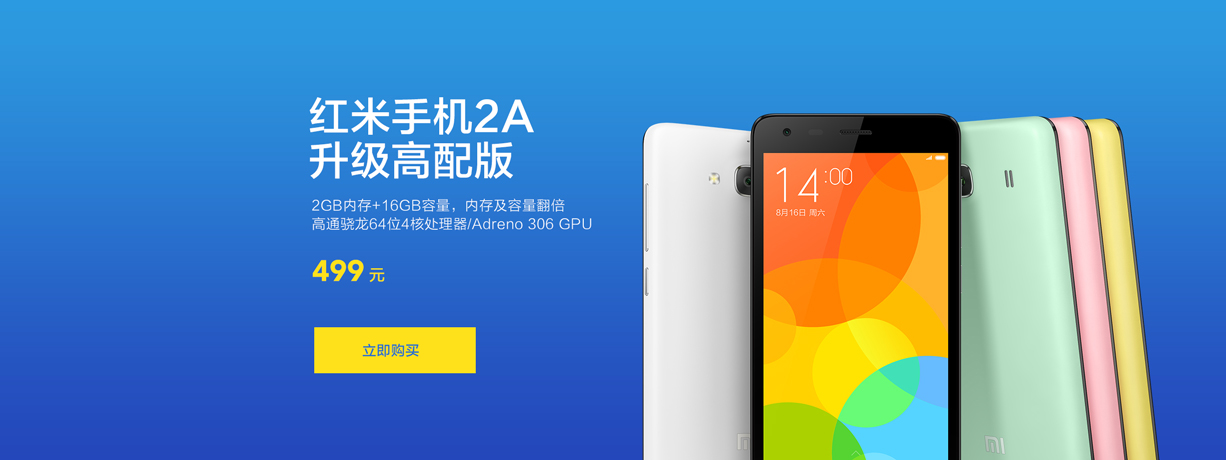 红米手机2A
升级高配版
2GB内存+16GB容量，内存及容量翻倍
高通骁龙64位4核处理器/Adreno 306 GPU
499 元
立即购买
14:00
8月16日 周六
mi